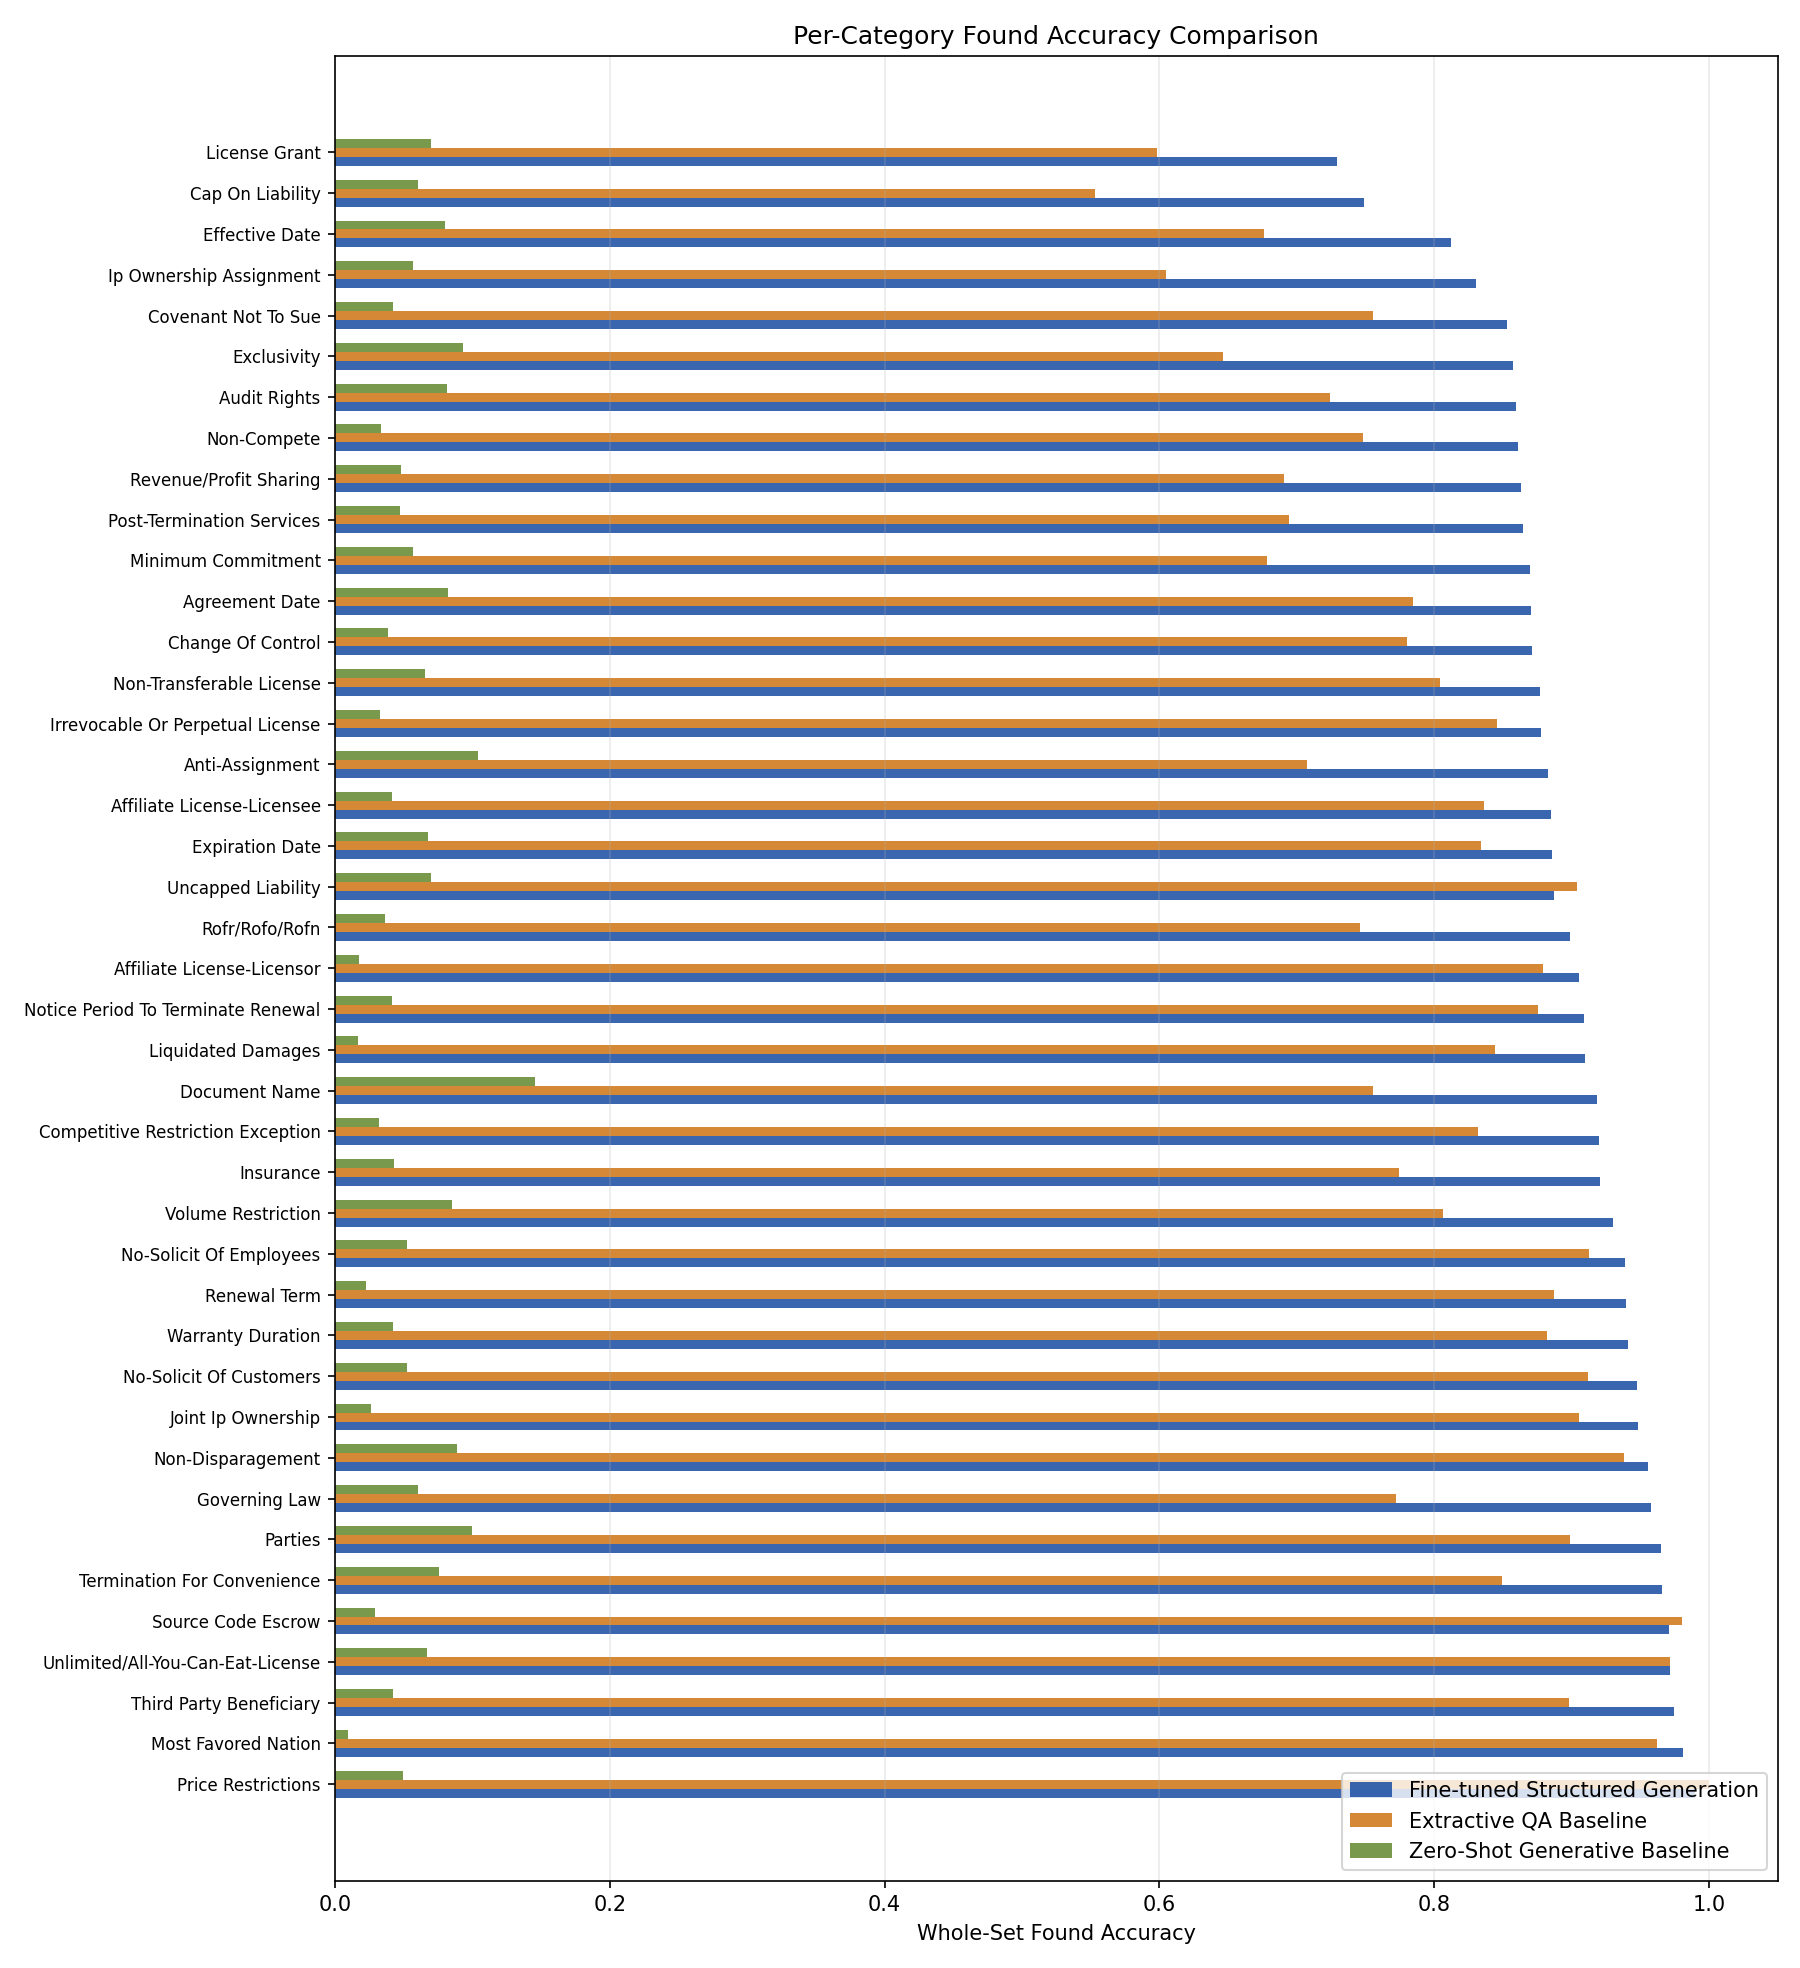 Per-Category Found Accuracy Comparison
License Grant
Cap On Liability
Effective Date
Ip Ownership Assignment
Covenant Not To Sue
Exclusivity
Audit Rights
Non-Compete
Revenue/Profit Sharing
Post-Termination Services
Minimum Commitment
Agreement Date
Change Of Control
Non-Transferable License
Irrevocable Or Perpetual License
Anti-Assignment
Affiliate License-Licensee
Expiration Date
Uncapped Liability
Rofr/Rofo/Rofn
Affiliate License-Licensor
Notice Period To Terminate Renewal
Liquidated Damages
Document Name
Competitive Restriction Exception
Insurance
Volume Restriction
No-Solicit Of Employees
Renewal Term
Warranty Duration
No-Solicit Of Customers
Joint Ip Ownership
Non-Disparagement
Governing Law
Parties
Termination For Convenience
Source Code Escrow
Unlimited/All-You-Can-Eat-License
Third Party Beneficiary
Most Favored Nation
Price Restrictions
Fine-tuned Structured Generation
Extractive QA Baseline
Zero-Shot Generative Baseline
0.0 0.2 0.4 0.6 0.8 1.0
Whole-Set Found Accuracy